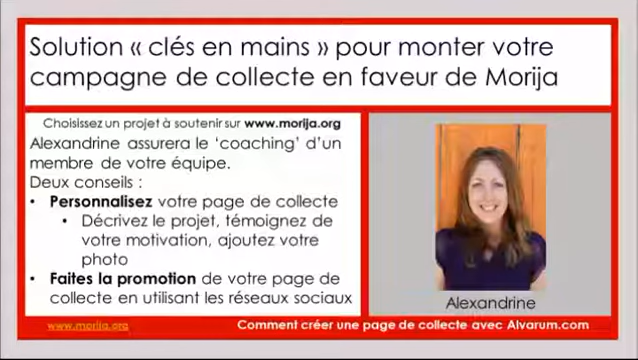 Solution « clés en mains » pour monter votre
campagne de collecte en faveur de Morija
Choisissez un projet à soutenir sur www.morija.org
Alexandrine assurera le ‘coaching’ d’un
membre de votre équipe.
Deux conseils :
• Personnalisez votre page de collecte
• Décrivez le projet, témoignez de
votre motivation, ajoutez votre
photo
• Faites la promotion de votre page de
collecte en utilisant les réseaux sociaux
Alexandrine
www.morija.org
Comment créer une page de collecte avec Alvarum.com